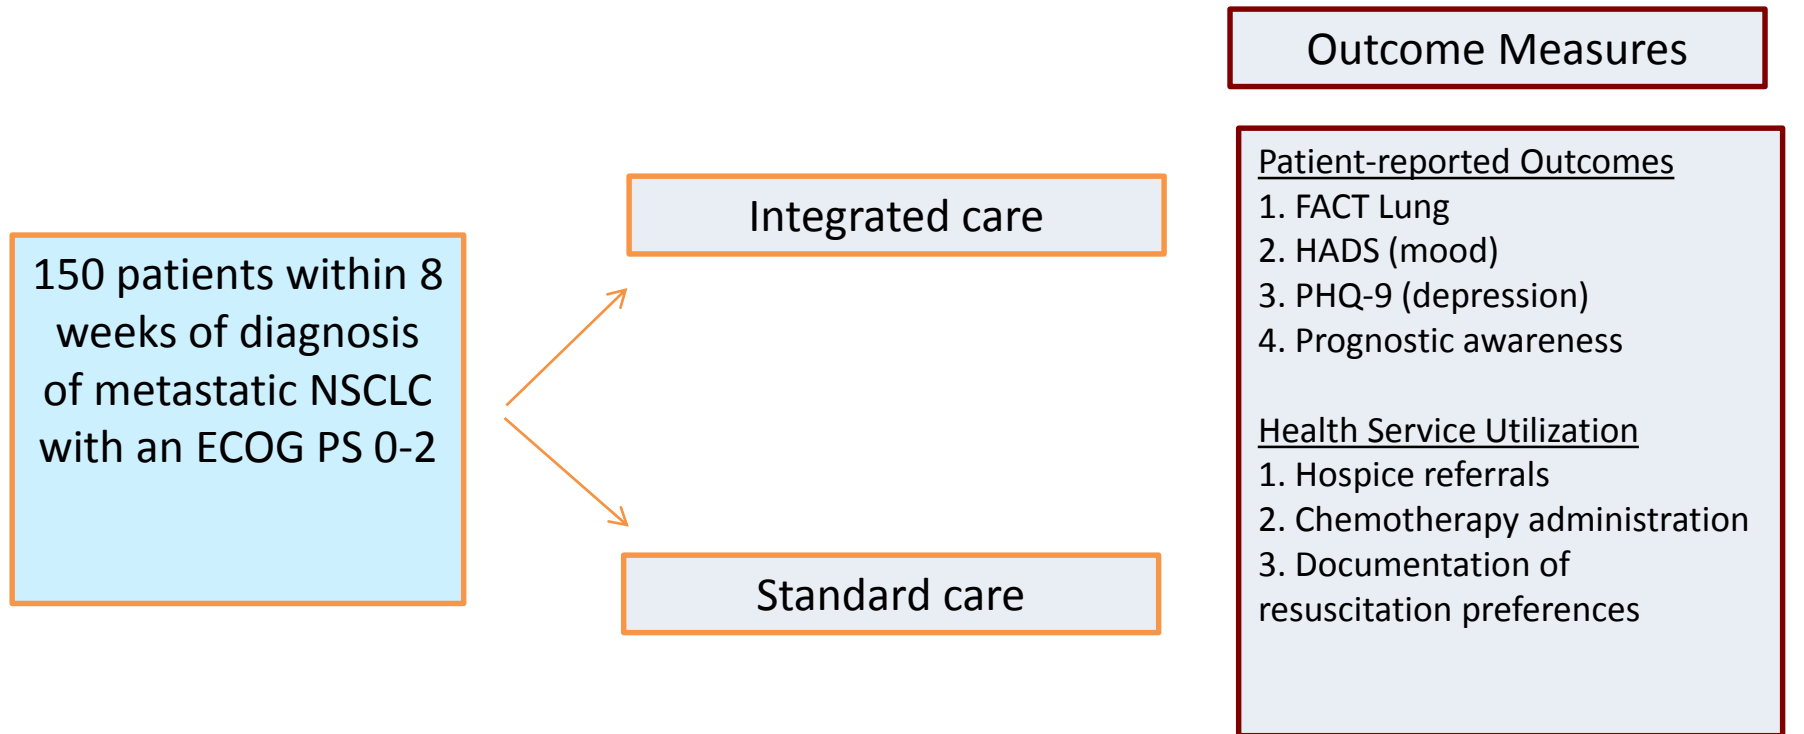 Outcome Measures
150 patients within 8
weeks of diagnosis
of metastatic NSCLC
with an ECOG PS 0-2
Integrated care
Standard care
Patient-reported Outcomes
1. FACT Lung
2. HADS (mood)
3. PHQ-9 (depression)
4. Prognostic awareness
Health Service Utilization
1. Hospice referrals
2. Chemotherapy administration
3. Documentation of
resuscitation preferences